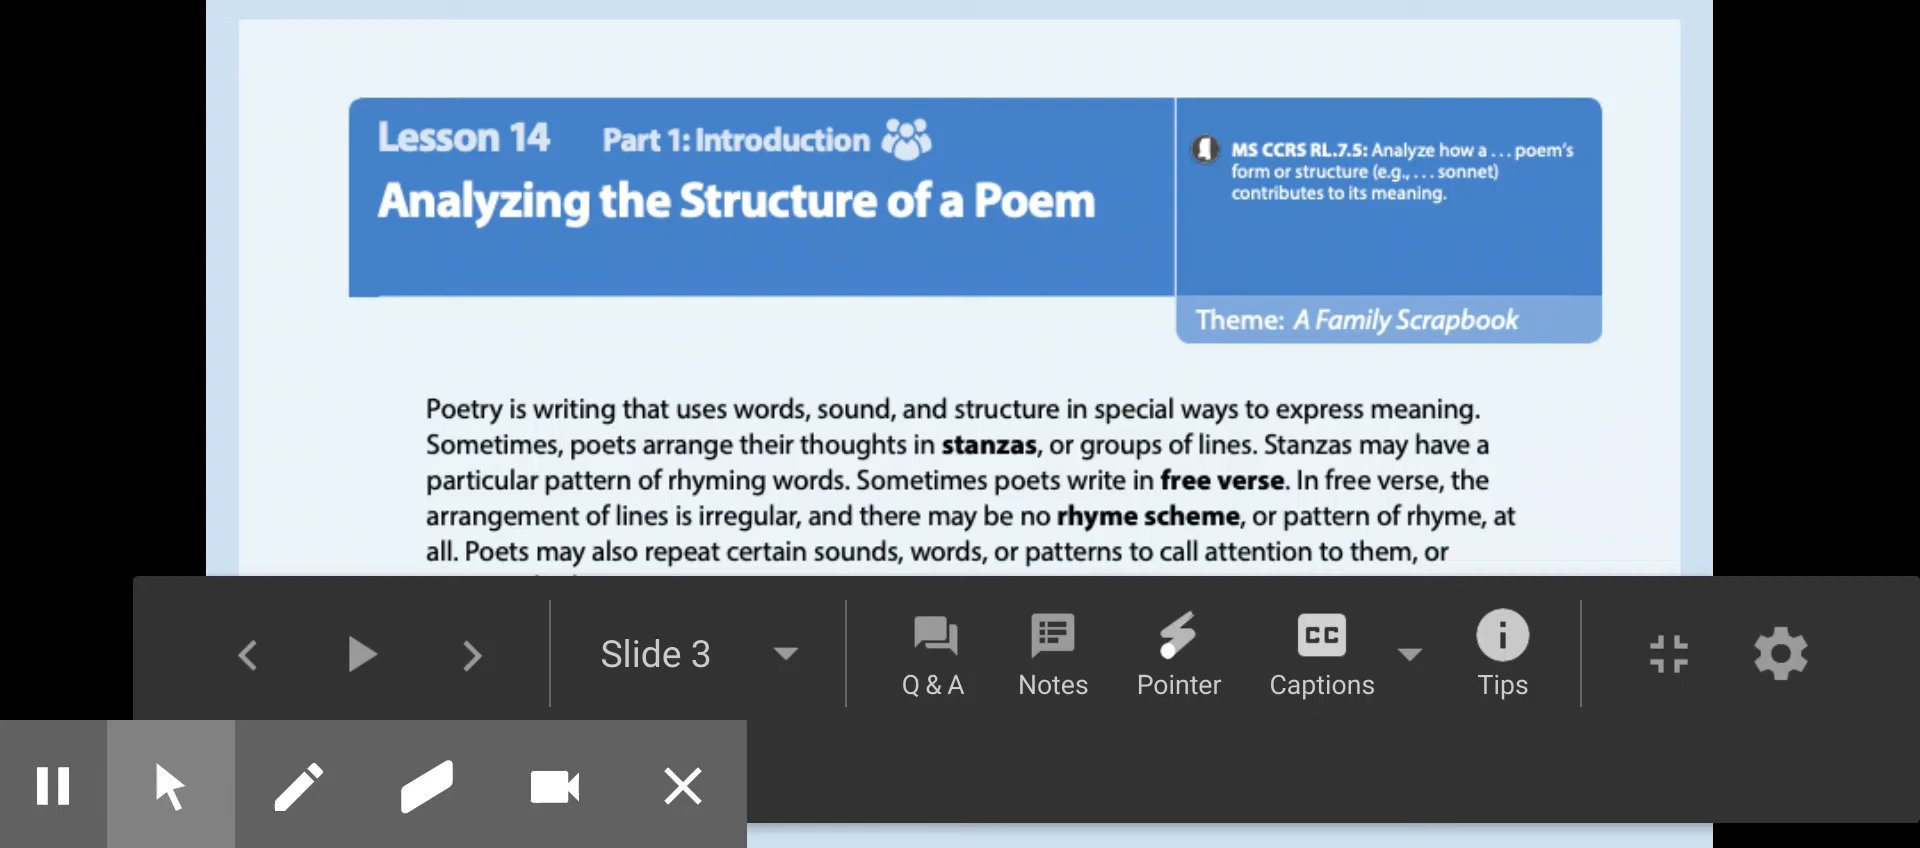 Lesson 14 Part 1: Introduction
Analyzing the Structure of a Poem
MS CCRS RL.7.5: Analyze how a . . . poem's
form or structure (e.g., . . . sonnet)
contributes to its meaning.
Theme: A Family Scrapbook
Poetry is writing that uses words, sound, and structure in special ways to express meaning.
Sometimes, poets arrange their thoughts in stanzas, or groups of lines. Stanzas may have a
particular pattern of rhyming words. Sometimes poets write in free verse. In free verse, the
arrangement of lines is irregular, and there may be no rhyme scheme, or pattern of rhyme, at
all. Poets may also repeat certain sounds, words, or patterns to call attention to them, or
Slide 3
Q & A Notes Pointer CC Captions Tips